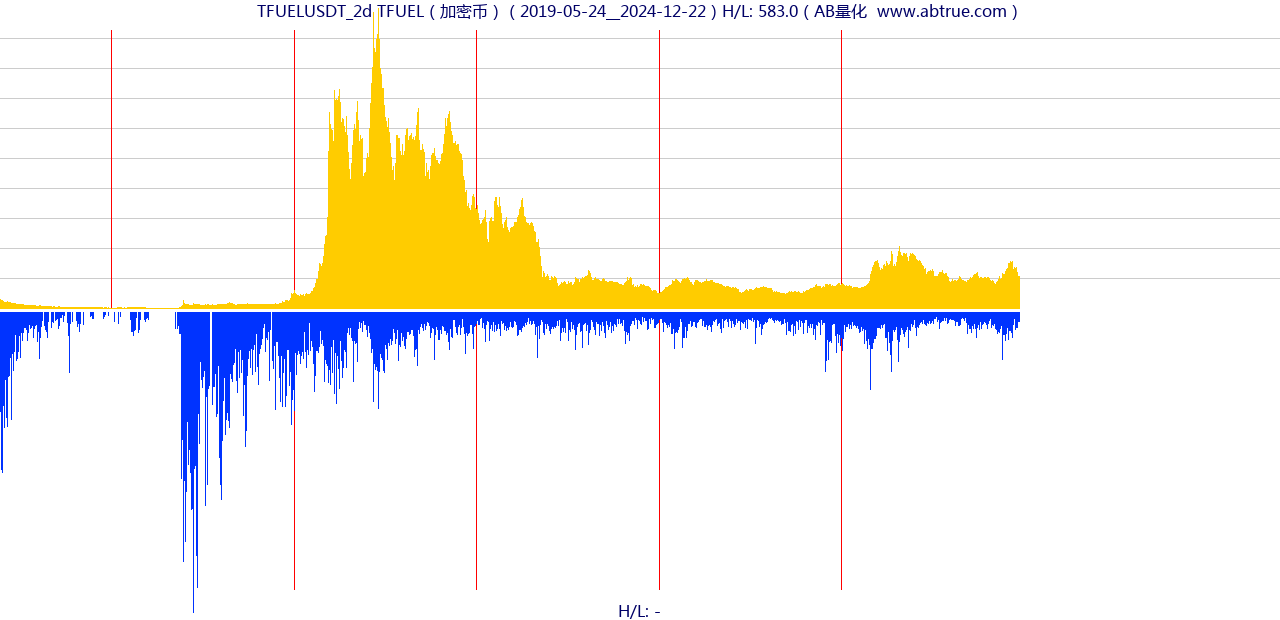 TFUELUSDT_2d TFUEL ( 加密币 ) ( 2019-05-24__2024-12-22 ) H/L: 583.0 ( AB量化  www.abtrue.com )
H/L: -